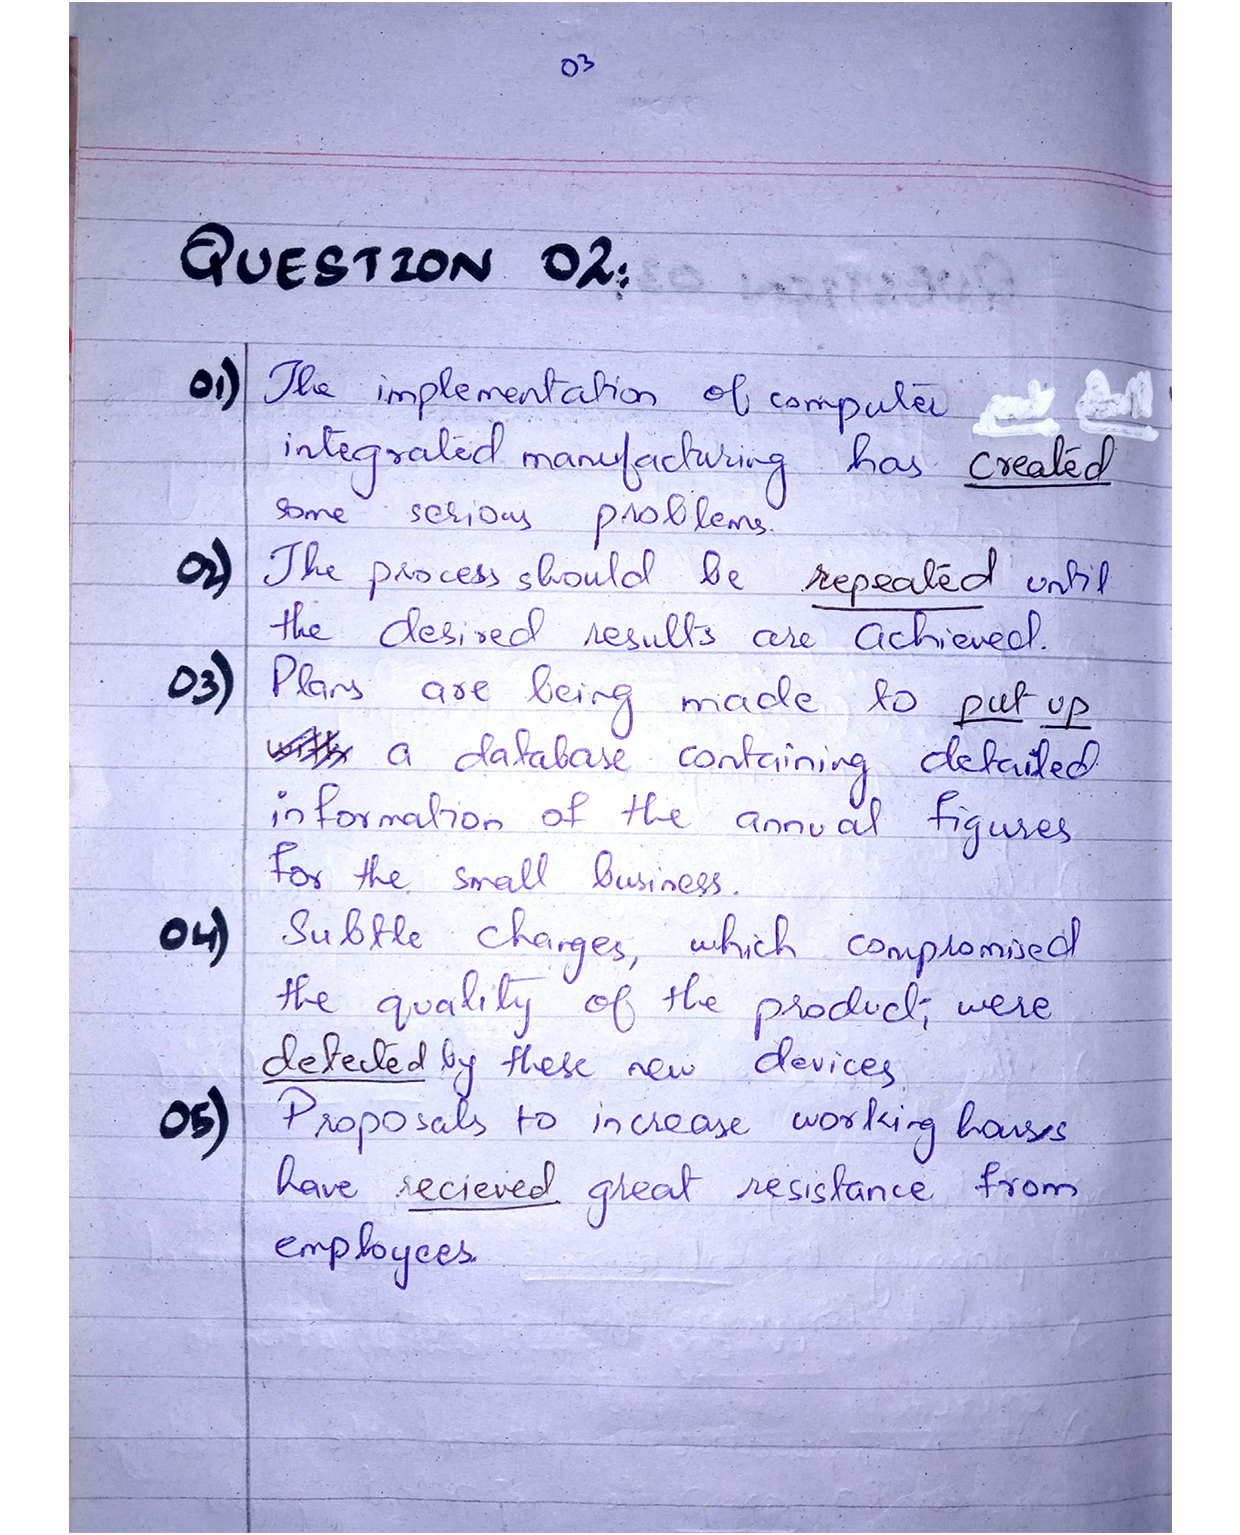 03
QUESTION 02:
01) The implementation of computer
integrated manufacturing has created
some serious problems.
02) The process should be repeated until
the desired results are achieved.
03) Plans are being made to put up
a database containing detailed
information of the annual figures
for the small business.
04) Subtle changes, which compromised
the quality of the product, were
detected by these new devices
05) Proposals to increase working hours
have recieved great resistance from
employees.